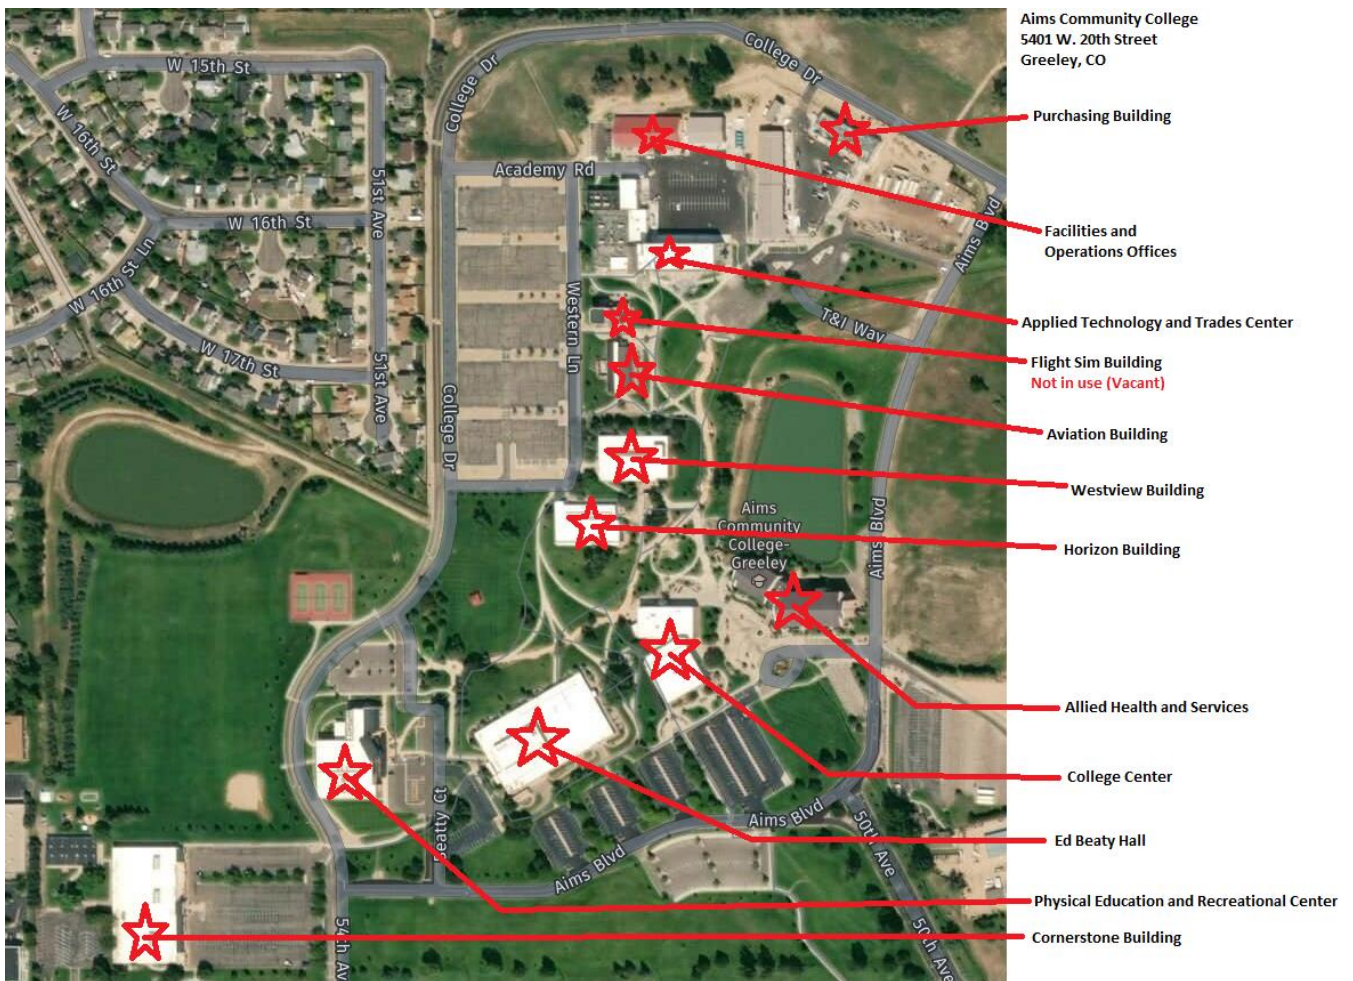 Aims Community College
5401 W. 20th Street
Greeley, CO
College Dr
W 15th St
College Dr
Purchasing Building
W 16th St
Academy Rd
51st Ave
W 16th St
Aims Blvd
Facilities and
Operations Offices
W 16th St Ln
Western Ln
T&I Way
Applied Technology and Trades Center
W 17th St
51st Ave
Flight Sim Building
Not in use (Vacant)
College Dr
Aviation Building
Westview Building
Aims
Community
College-
Greeley
Aims Blvd
Horizon Building
Allied Health and Services
College Center
Beatty Ct
Aims Blvd
50th Ave
Ed Beaty Hall
Aims Blvd
Physical Education and Recreational Center
54th Av
50th Ave
Cornerstone Building